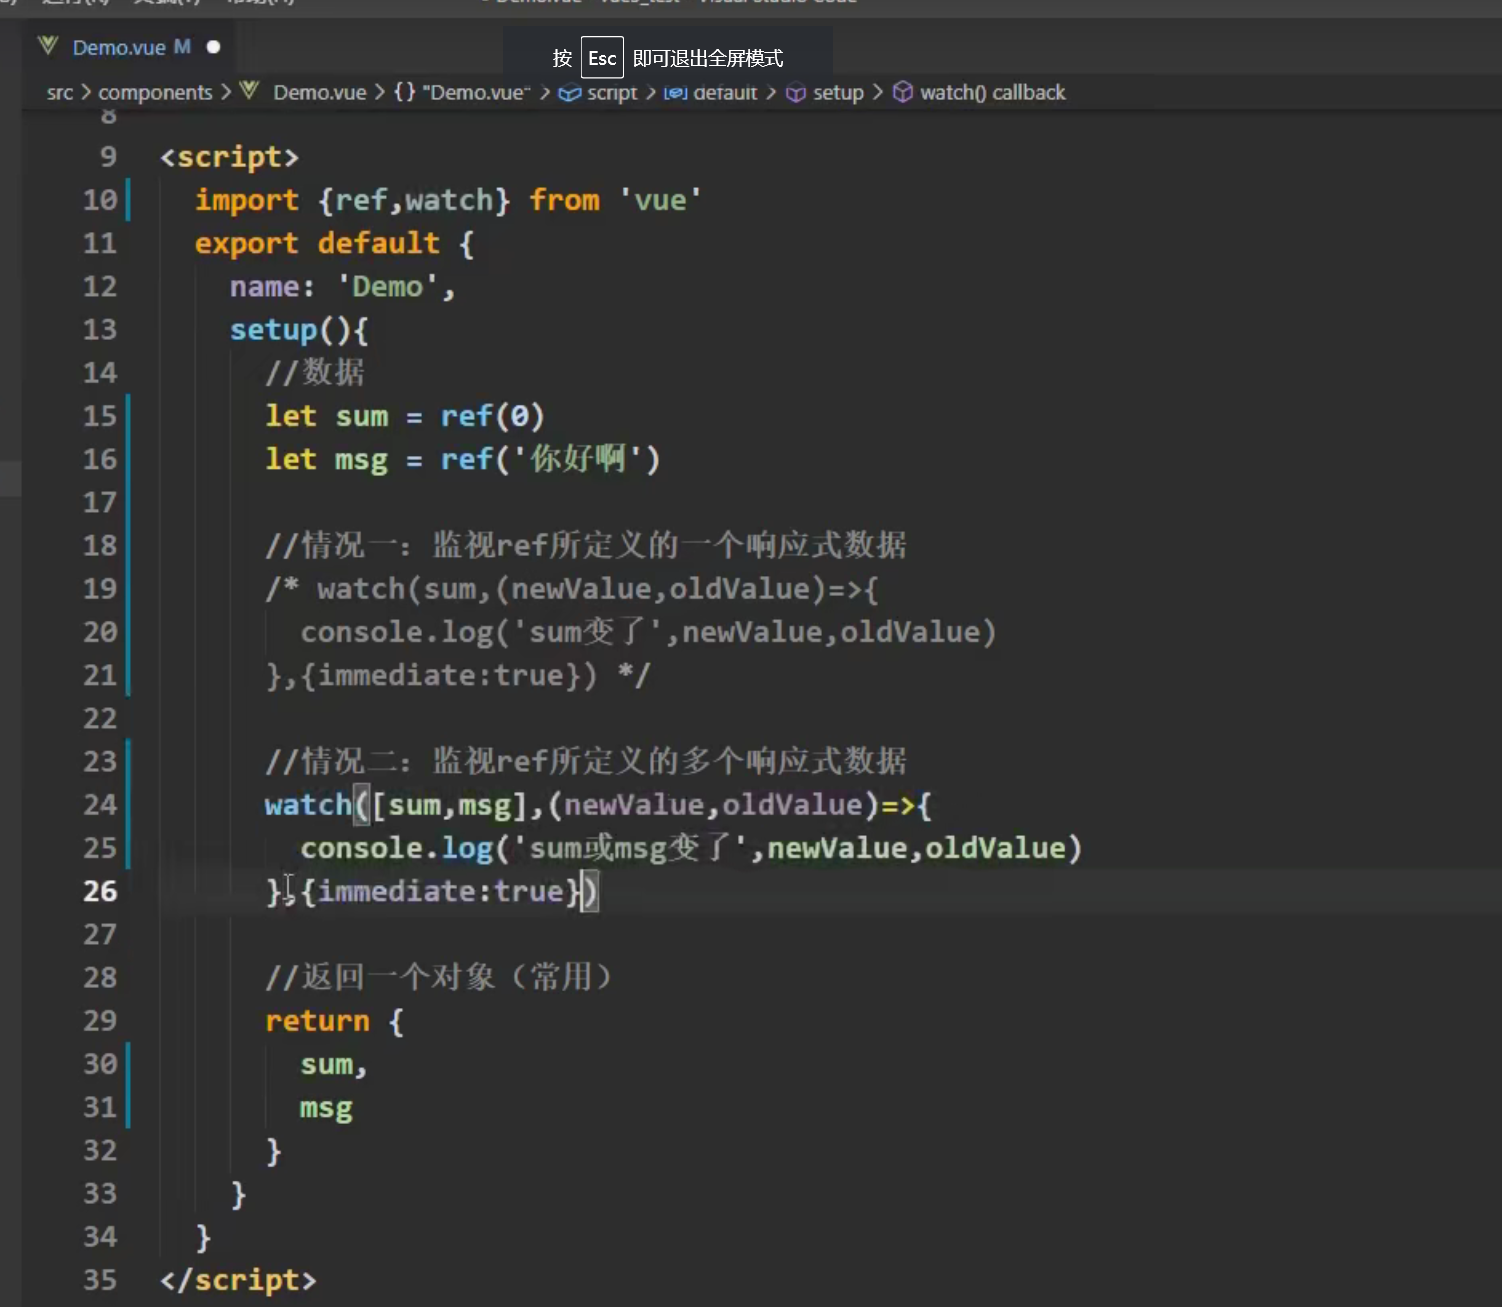 Demo.vue M
按 Esc 即可退出全屏模式
src > components > Demo.vue > {} "Demo.vue" > script > default > setup > watch() callback
8
9 <script>
10 import {ref,watch} from 'vue'
11 export default {
12 name: 'Demo',
13 setup(){
14 //数据
15 let sum = ref(0)
16 let msg = ref('你好啊')
17
18 //情况一：监视ref所定义的一个响应式数据
19 /* watch(sum,(newValue,oldValue)=>{
20 console.log('sum变了',newValue,oldValue)
21 },{immediate:true}) */
22
23 //情况二：监视ref所定义的多个响应式数据
24 watch([sum,msg],(newValue,oldValue)=>{
25 console.log('sum或msg变了',newValue,oldValue)
26 },{immediate:true})
27
28 //返回一个对象（常用）
29 return {
30 sum,
31 msg
32 }
33 }
34 }
35 </script>